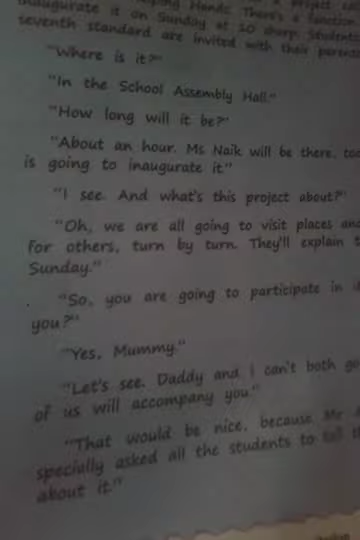 inaugurate it on Sunday at 10 sharp. Students
seventh standard are invited with their parents
"Where is it?"
"In the School Assembly Hall."
"How long will it be?"
"About an hour. Ms Naik will be there, too
is going to inaugurate it"
"I see. And what's this project about?"
"Oh, we are all going to visit places and
for others, turn by turn. They'll explain
Sunday."
"So, you are going to participate in
you?"
"Yes, Mummy."
"Let's see. Daddy and I can't both go
of us will accompany you."
"That would be nice, because Mr
specially asked all the students to tell
about it."